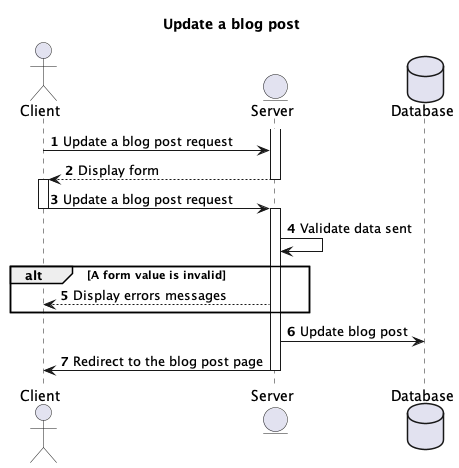 Update a blog post
Client
Server
Database
1 Update a blog post request
2 Display form
3 Update a blog post request
4 Validate data sent
alt [A form value is invalid]
5 Display errors messages
6 Update blog post
7 Redirect to the blog post page
Client
Server
Database